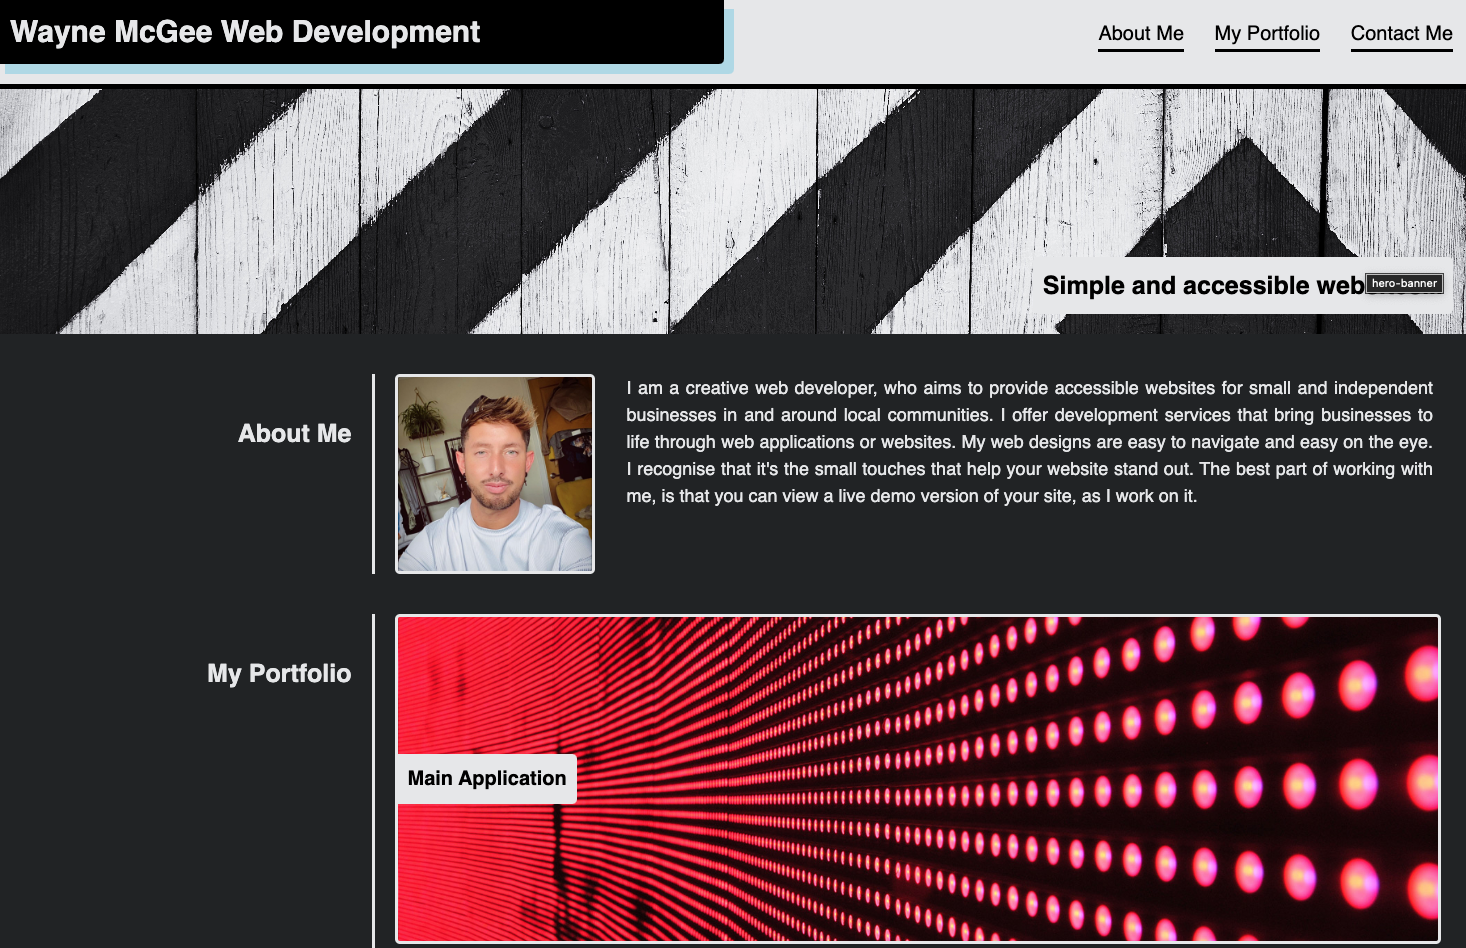 Wayne McGee Web Development
About Me
My Portfolio
Contact Me
Simple and accessible
hero-banner
About Me
I am a creative web developer, who aims to provide accessible websites for small and independent
businesses in and around local communities. I offer development services that bring businesses to
life through web applications or websites. My web designs are easy to navigate and easy on the eye.
I recognise that it's the small touches that help your website stand out. The best part of working with
me, is that you can view a live demo version of your site, as I work on it.
My Portfolio
Main Application